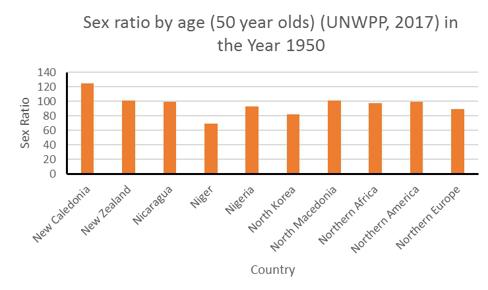 Sex ratio by age (50 year olds) (UNWPP, 2017) in
the Year 1950
140
120
100
80
60
40
20
0
Sex Ratio
New Caledonia
New Zealand
Nicaragua
Niger
Nigeria
North Korea
North Macedonia
Northern Africa
Northern America
Northern Europe
Country